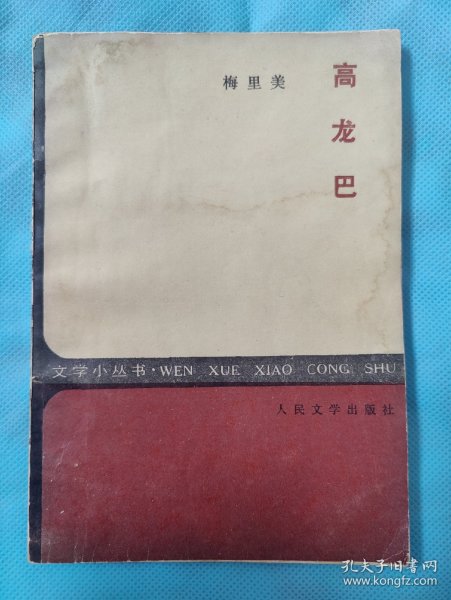 高龙巴
梅里美
文学小丛书·WEN XUE XIAO CONG SHU
人民文学出版社
孔夫子旧书网
www.kongfz.com